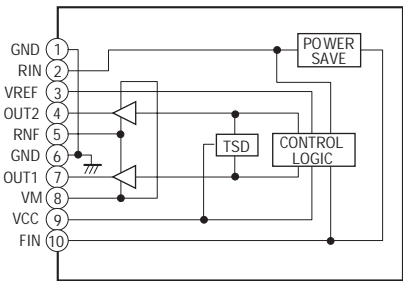 GND 1
RIN 2
VREF 3
OUT2 4
RNF 5
GND 6
OUT1 7
VM 8
VCC 9
FIN 10
POWER
SAVE
TSD
CONTROL
LOGIC